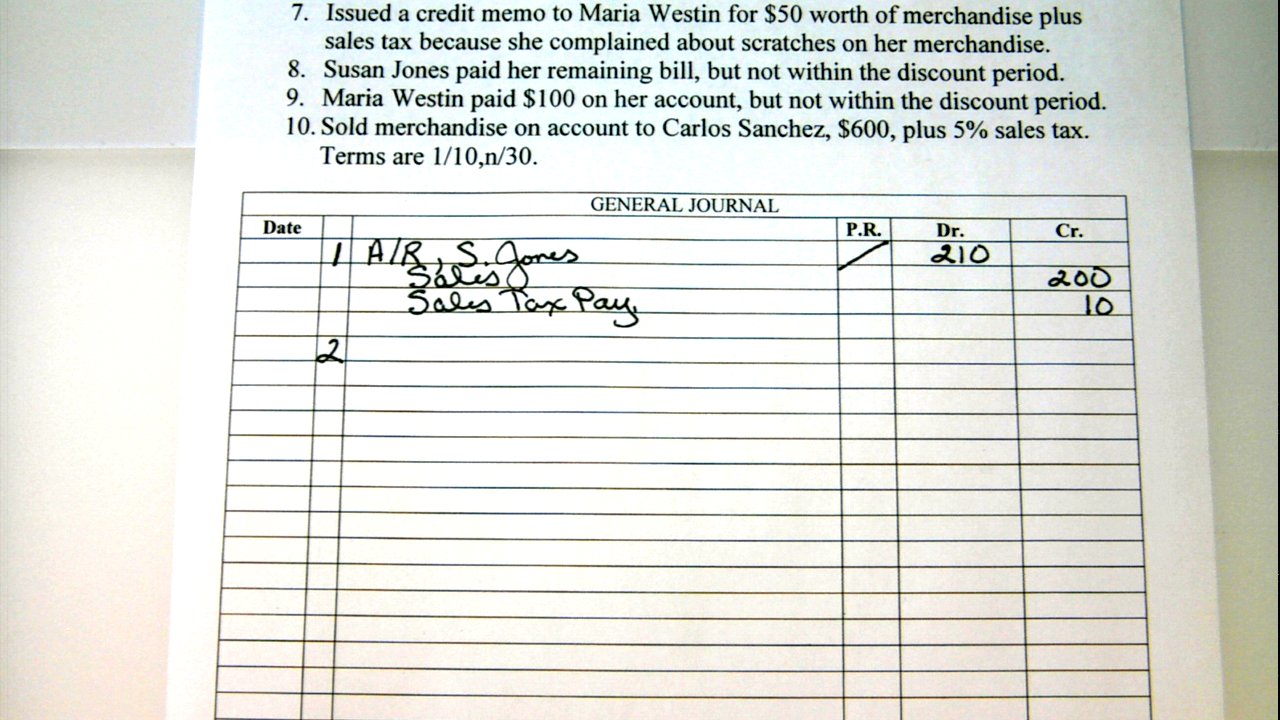 7. Issued a credit memo to Maria Westin for $50 worth of merchandise plus
sales tax because she complained about scratches on her merchandise.
8. Susan Jones paid her remaining bill, but not within the discount period.
9. Maria Westin paid $100 on her account, but not within the discount period.
10. Sold merchandise on account to Carlos Sanchez, $600, plus 5% sales tax.
Terms are 1/10,n/30.
GENERAL JOURNAL
Date P.R. Dr. Cr.
1 A/R, S. Jones 210
Sales 200
Sales Tax Pay. 10
2